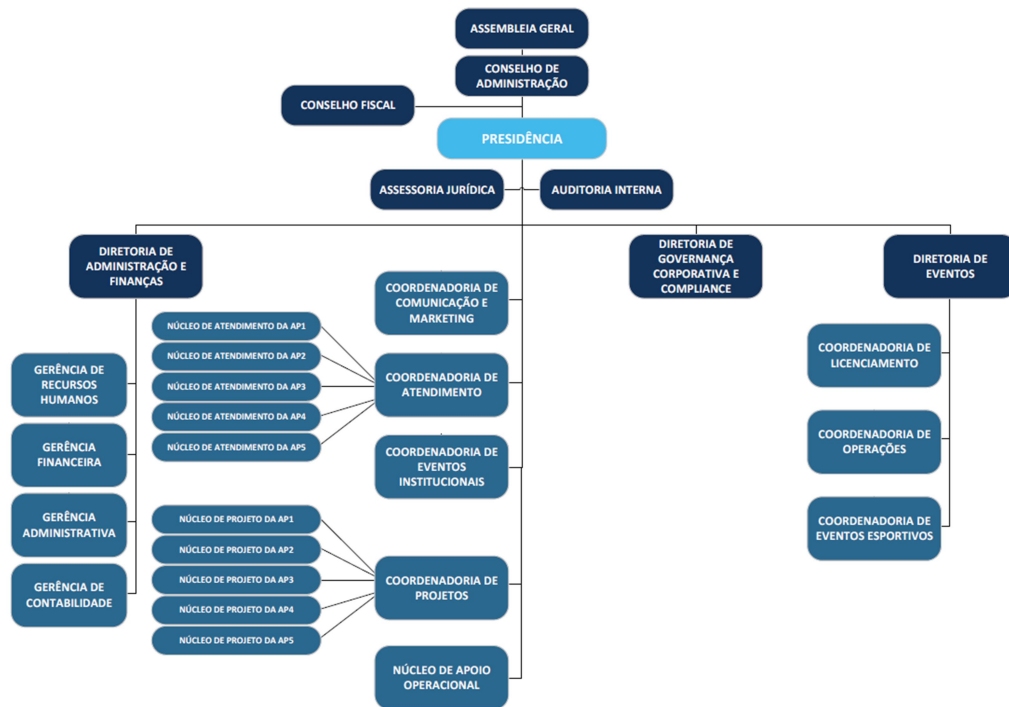 ASSEMBLEIA GERAL
CONSELHO DE
ADMINISTRAÇÃO
CONSELHO FISCAL
PRESIDÊNCIA
ASSESSORIA JURÍDICA
AUDITORIA INTERNA
DIRETORIA DE
ADMINISTRAÇÃO E
FINANÇAS
DIRETORIA DE
GOVERNANÇA
CORPORATIVA E
COMPLIANCE
DIRETORIA DE
EVENTOS
GERÊNCIA DE
RECURSOS
HUMANOS
GERÊNCIA
FINANCEIRA
GERÊNCIA
ADMINISTRATIVA
GERÊNCIA DE
CONTABILIDADE
COORDENADORIA DE
COMUNICAÇÃO E
MARKETING
NÚCLEO DE ATENDIMENTO DA AP1
NÚCLEO DE ATENDIMENTO DA AP2
NÚCLEO DE ATENDIMENTO DA AP3
NÚCLEO DE ATENDIMENTO DA AP4
NÚCLEO DE ATENDIMENTO DA AP5
COORDENADORIA DE
ATENDIMENTO
COORDENADORIA DE
EVENTOS
INSTITUCIONAIS
NÚCLEO DE PROJETO DA AP1
NÚCLEO DE PROJETO DA AP2
NÚCLEO DE PROJETO DA AP3
NÚCLEO DE PROJETO DA AP4
NÚCLEO DE PROJETO DA AP5
COORDENADORIA DE
PROJETOS
NÚCLEO DE APOIO
OPERACIONAL
COORDENADORIA DE
LICENCIAMENTO
COORDENADORIA DE
OPERAÇÕES
COORDENADORIA DE
EVENTOS ESPORTIVOS